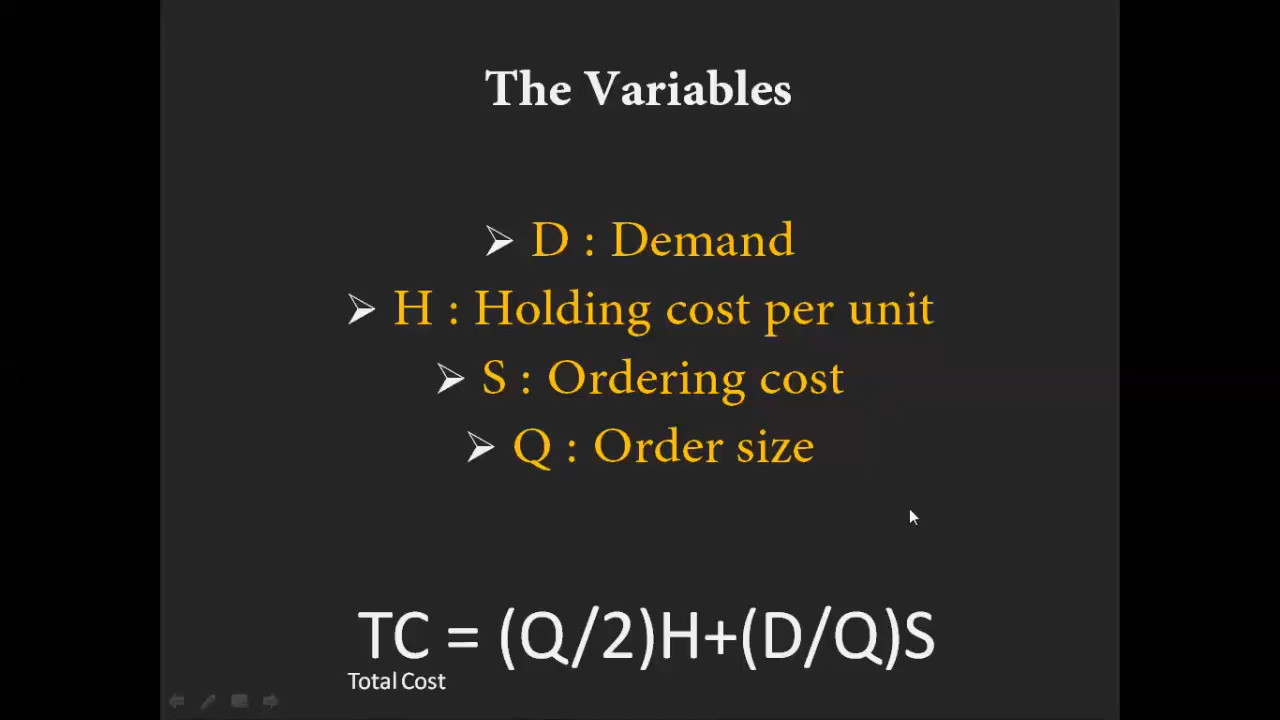 The Variables
➢ D : Demand
➢ H : Holding cost per unit
➢ S : Ordering cost
➢ Q : Order size
TC = (Q/2)H+(D/Q)S
Total Cost